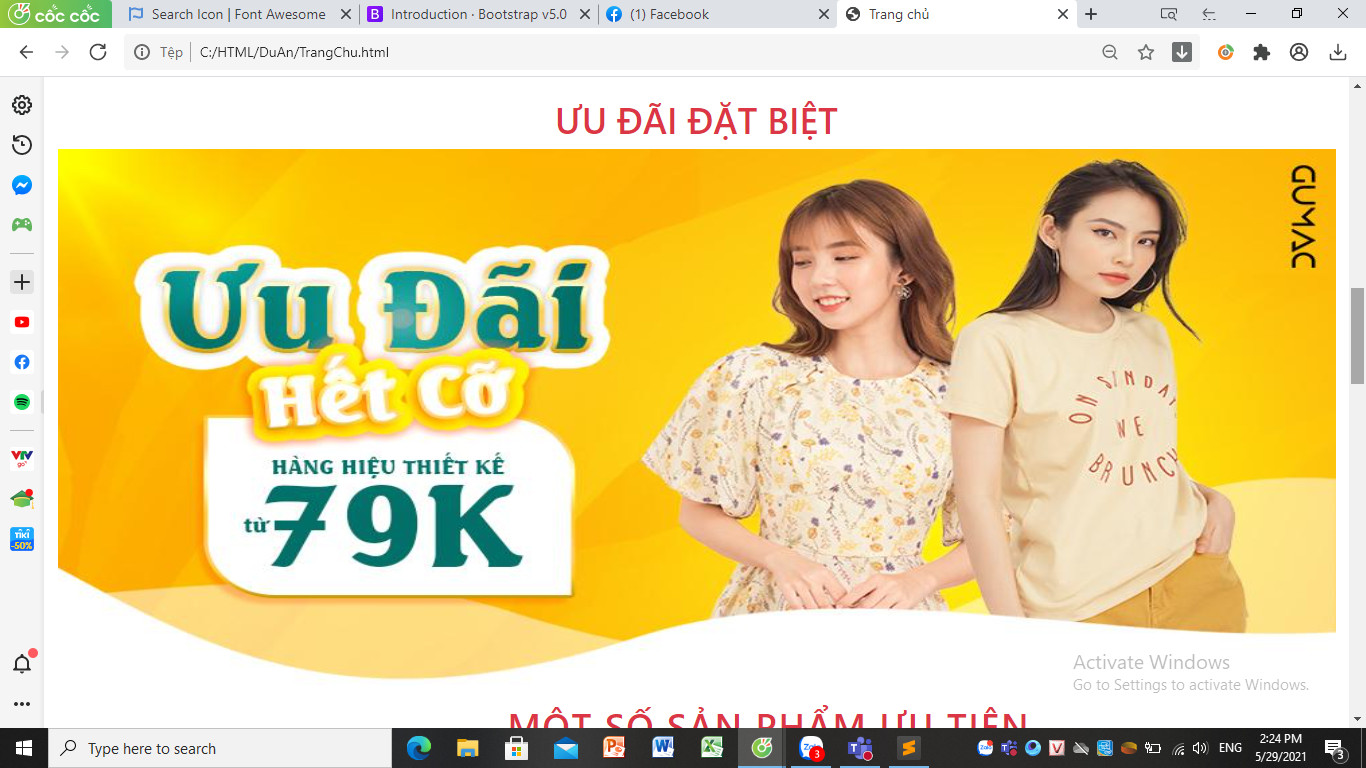 cốc cốc
Search Icon | Font Awesome
Introduction · Bootstrap v5.0
(1) Facebook
Trang chủ
Tệp
C:/HTML/DuAn/TrangChu.html
ƯU ĐÃI ĐẶT BIỆT
GUMAC
Ưu Đãi
Hết Cỡ
HÀNG HIỆU THIẾT KẾ
từ 79K
ON SUNDAY
WE
BRUNCH
VTV
go
TIKI
-50%
Activate Windows
Go to Settings to activate Windows.
MỘT SỐ SẢN PHẨM ƯU TIÊN
Type here to search
Zalo
3
Zalo
V
ENG
2:24 PM
5/29/2021
3